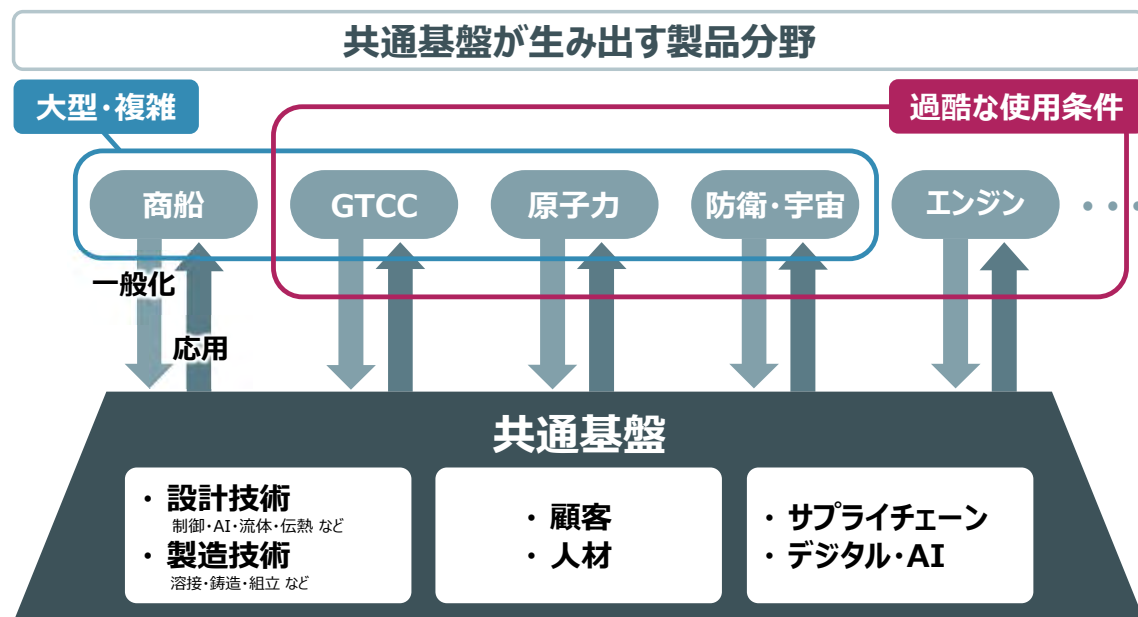 共通基盤が生み出す製品分野
大型・複雑
過酷な使用条件
商船
GTCC
原子力
防衛・宇宙
エンジン
・・・
一般化
応用
共通基盤
・ 設計技術
制御・AI・流体・伝熱 など
・ 製造技術
溶接・鋳造・組立 など
・ 顧客
・ 人材
・ サプライチェーン
・ デジタル・AI